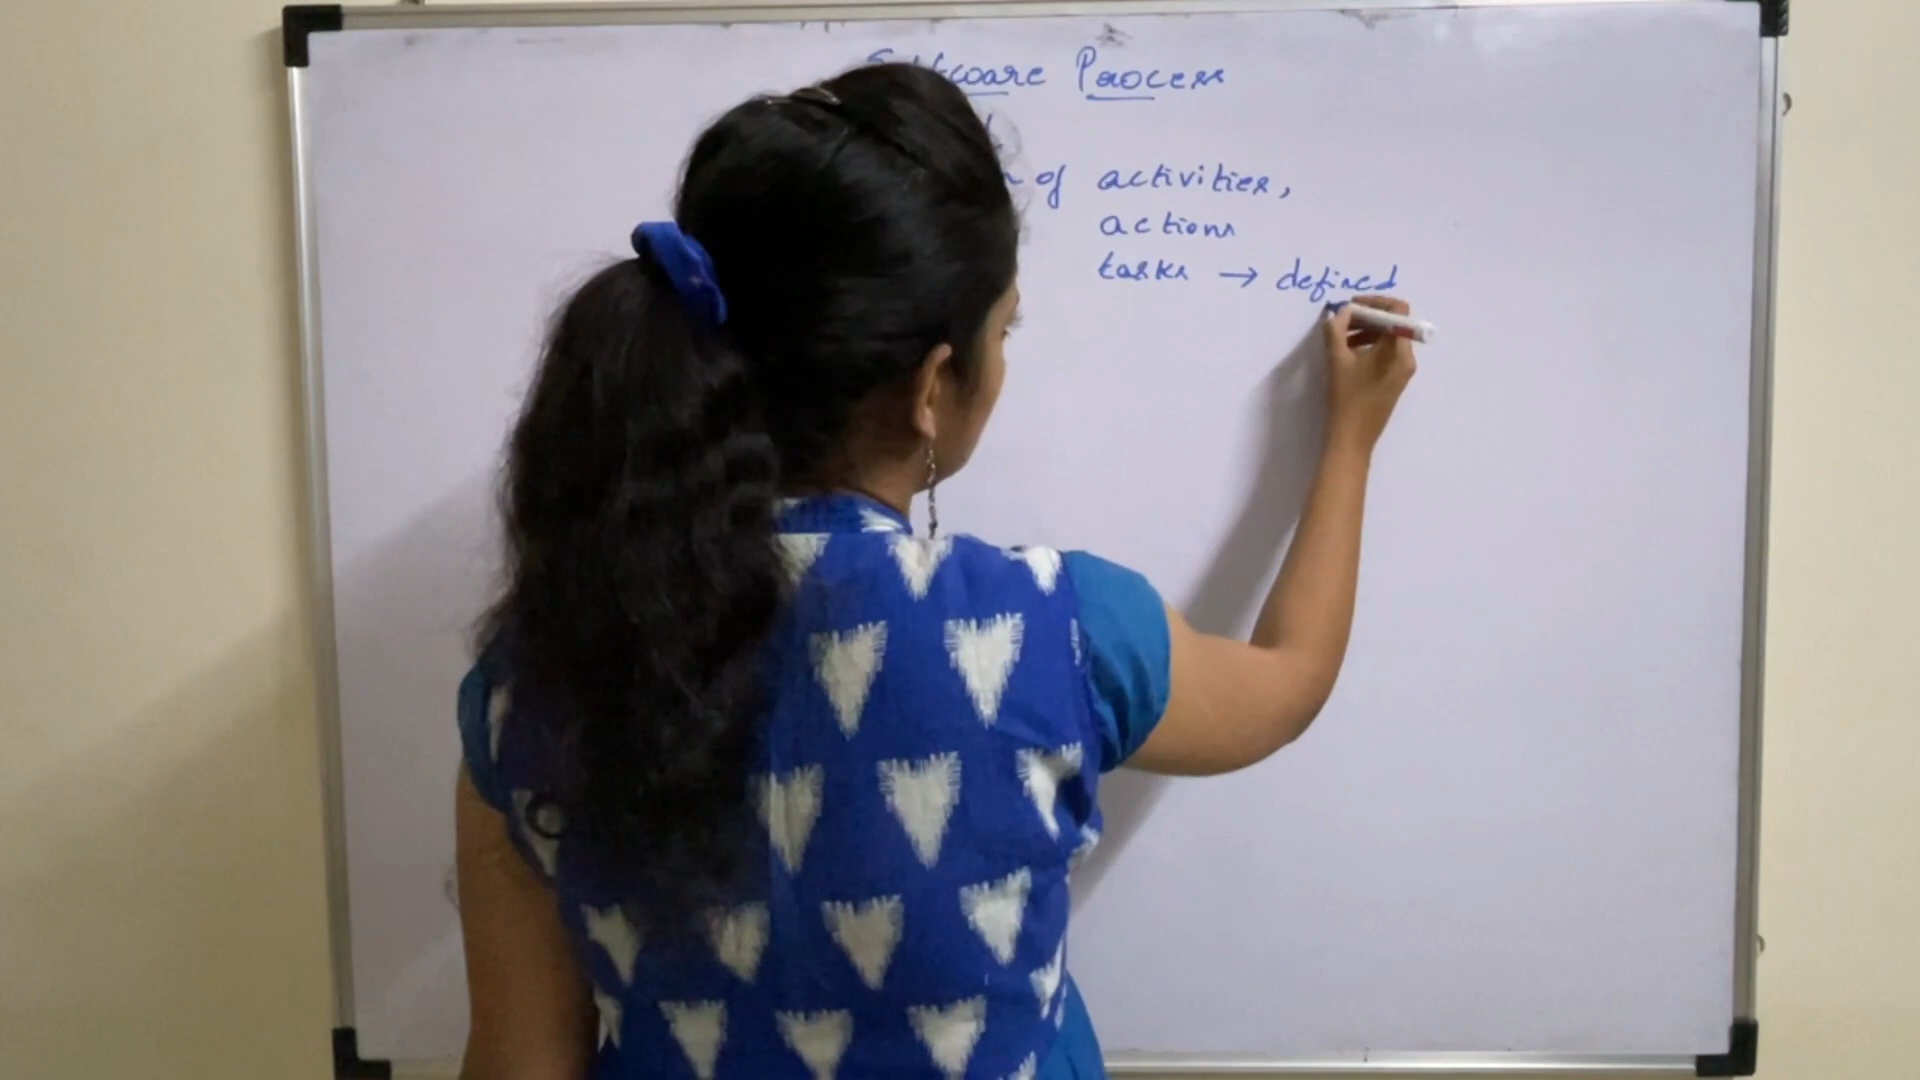 Software Process
of activities,
actions
tasks → defined